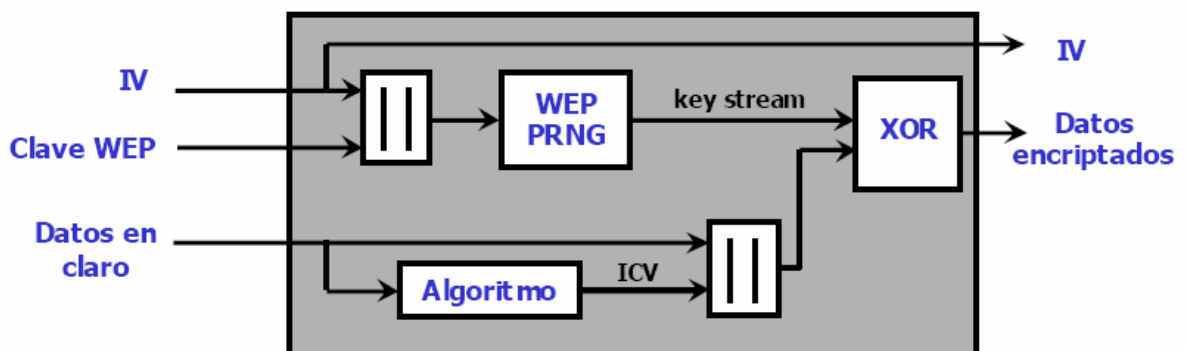 IV
IV
WEP
PRNG
key stream
XOR
Clave WEP
Datos
encriptados
Datos en
claro
Algoritmo
ICV